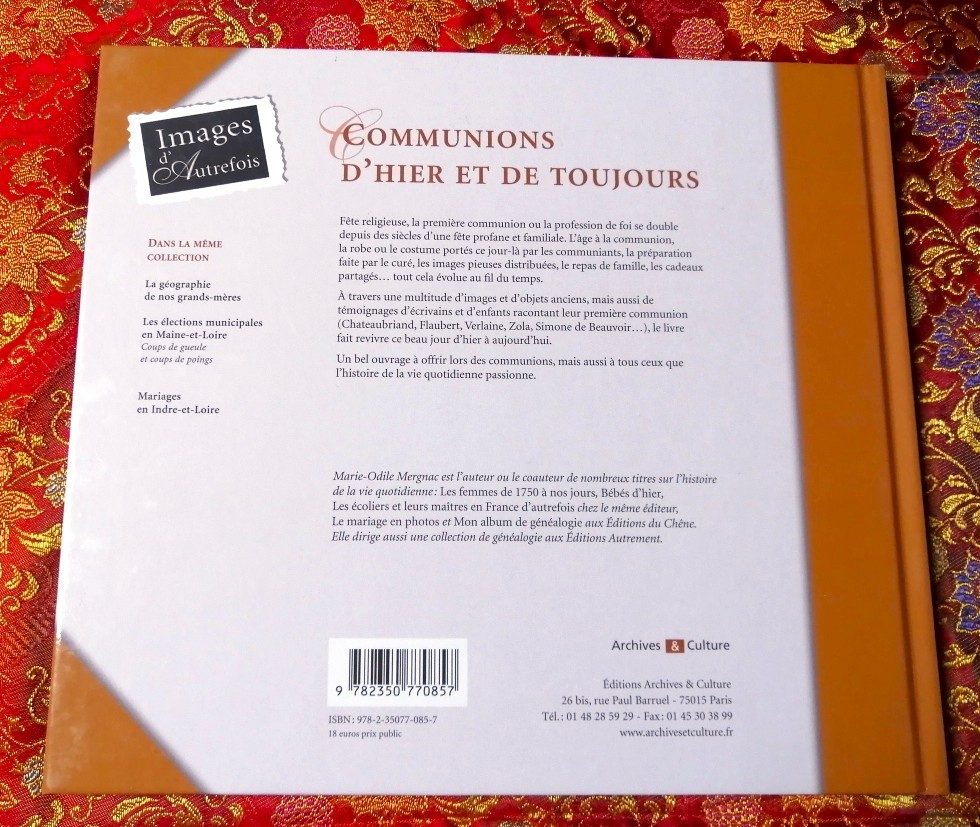 Images
d'Autrefois
DANS LA MÊME
COLLECTION
La géographie
de nos grands-mères
Les élections municipales
en Maine-et-Loire
Coups de gueule
et coups de poings
Mariages
en Indre-et-Loire
COMMUNIONS
D'HIER ET DE TOUJOURS
Fête religieuse, la première communion ou la profession de foi se double
depuis des siècles d'une fête profane et familiale. L'âge à la communion,
la robe ou le costume portés ce jour-là par les communiants, la préparation
faite par le curé, les images pieuses distribuées, le repas de famille, les cadeaux
partagés… tout cela évolue au fil du temps.
À travers une multitude d'images et d'objets anciens, mais aussi de
témoignages d'écrivains et d'enfants racontant leur première communion
(Chateaubriand, Flaubert, Verlaine, Zola, Simone de Beauvoir…), le livre
fait revivre ce beau jour d'hier à aujourd'hui.
Un bel ouvrage à offrir lors des communions, mais aussi à tous ceux que
l'histoire de la vie quotidienne passionne.
Marie-Odile Mergnac est l'auteur ou le coauteur de nombreux titres sur l'histoire
de la vie quotidienne : Les femmes de 1750 à nos jours, Bébés d'hier,
Les écoliers et leurs maîtres en France d'autrefois chez le même éditeur,
Le mariage en photos et Mon album de généalogie aux Éditions du Chêne.
Elle dirige aussi une collection de généalogie aux Éditions Autrement.
9 782350 770857
ISBN : 978-2-35077-085-7
18 euros prix public
Archives & Culture
Éditions Archives & Culture
26 bis, rue Paul Barruel - 75015 Paris
Tél. : 01 48 28 59 29 - Fax : 01 45 30 38 99
www.archivesetculture.fr